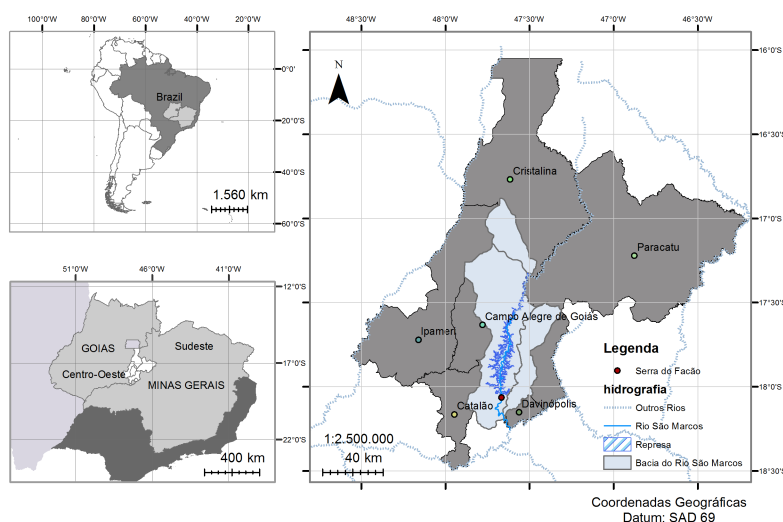 100°0'W 80°0'W 60°0'W 40°0'W 20°0'W
0°0'
20°0'S
40°0'S
60°0'S
Brazil
1.560 km
51°0'W 46°0'W 41°0'W
12°0'S
17°0'S
22°0'S
GOIAS
Sudeste
Centro-Oeste
MINAS GERAIS
400 km
48°30'W 48°0'W 47°30'W 47°0'W 46°30'W
16°0'S
16°30'S
17°0'S
17°30'S
18°0'S
18°30'S
N
Cristalina
Paracatu
Campo Alegre de Goiás
Ipameri
Catalão
Davinópolis
1:2.500.000
40 km
Legenda
Serra do Facão
hidrografia
Outros Rios
Rio São Marcos
Represa
Bacia do Rio São Marcos
Coordenadas Geográficas
Datum: SAD 69